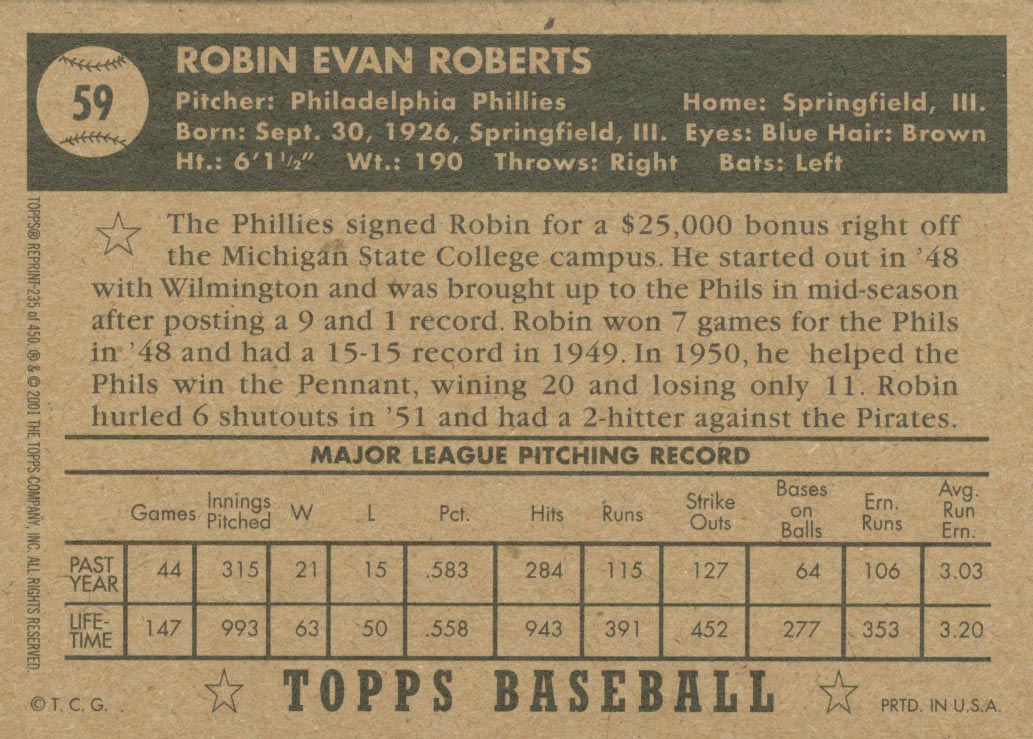 59
ROBIN EVAN ROBERTS
Pitcher: Philadelphia Phillies Home: Springfield, Ill.
Born: Sept. 30, 1926, Springfield, Ill. Eyes: Blue Hair: Brown
Ht.: 6'1½" Wt.: 190 Throws: Right Bats: Left
The Phillies signed Robin for a $25,000 bonus right off
the Michigan State College campus. He started out in '48
with Wilmington and was brought up to the Phils in mid-season
after posting a 9 and 1 record. Robin won 7 games for the Phils
in '48 and had a 15-15 record in 1949. In 1950, he helped the
Phils win the Pennant, wining 20 and losing only 11. Robin
hurled 6 shutouts in '51 and had a 2-hitter against the Pirates.
MAJOR LEAGUE PITCHING RECORD
Games Innings Pitched W L Pct. Hits Runs Strike Outs Bases on Balls Ern. Runs Avg. Run Ern.
PAST YEAR 44 315 21 15 .583 284 115 127 64 106 3.03
LIFE-TIME 147 993 63 50 .558 943 391 452 277 353 3.20
TOPPS BASEBALL
© T. C. G.
PRTD. IN U.S.A.
TOPPS® REPRINT-235 of 450. ® & © 2001 THE TOPPS COMPANY, INC. ALL RIGHTS RESERVED.